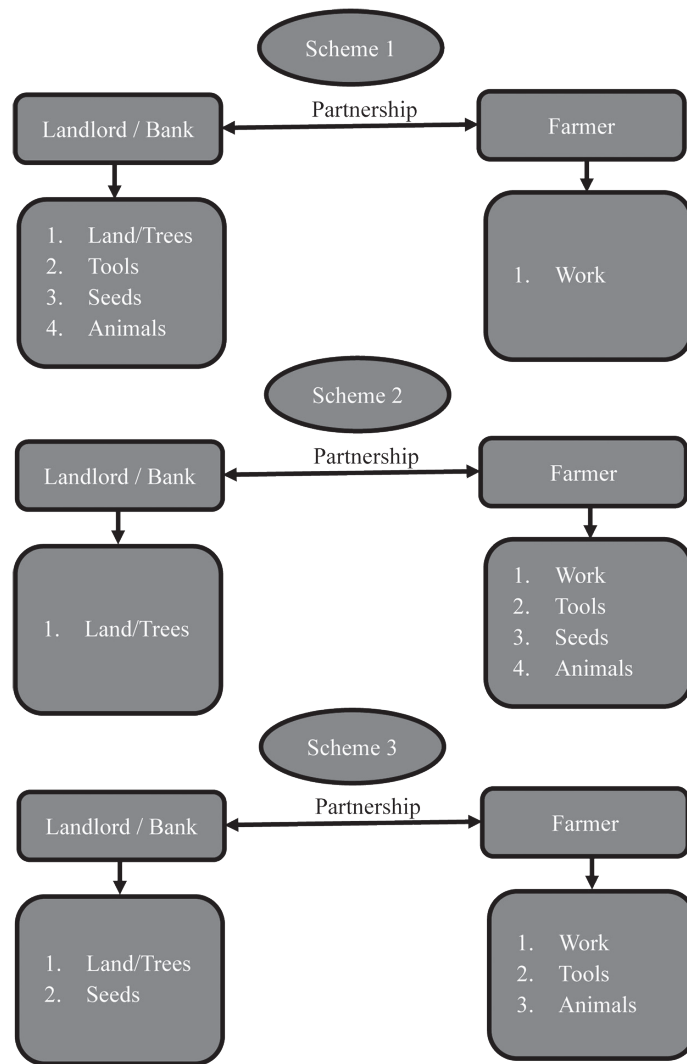 Scheme 1
Partnership
Landlord / Bank
Farmer
1. Land/Trees
2. Tools
3. Seeds
4. Animals
1. Work
Scheme 2
Partnership
Landlord / Bank
Farmer
1. Land/Trees
1. Work
2. Tools
3. Seeds
4. Animals
Scheme 3
Partnership
Landlord / Bank
Farmer
1. Land/Trees
2. Seeds
1. Work
2. Tools
3. Animals